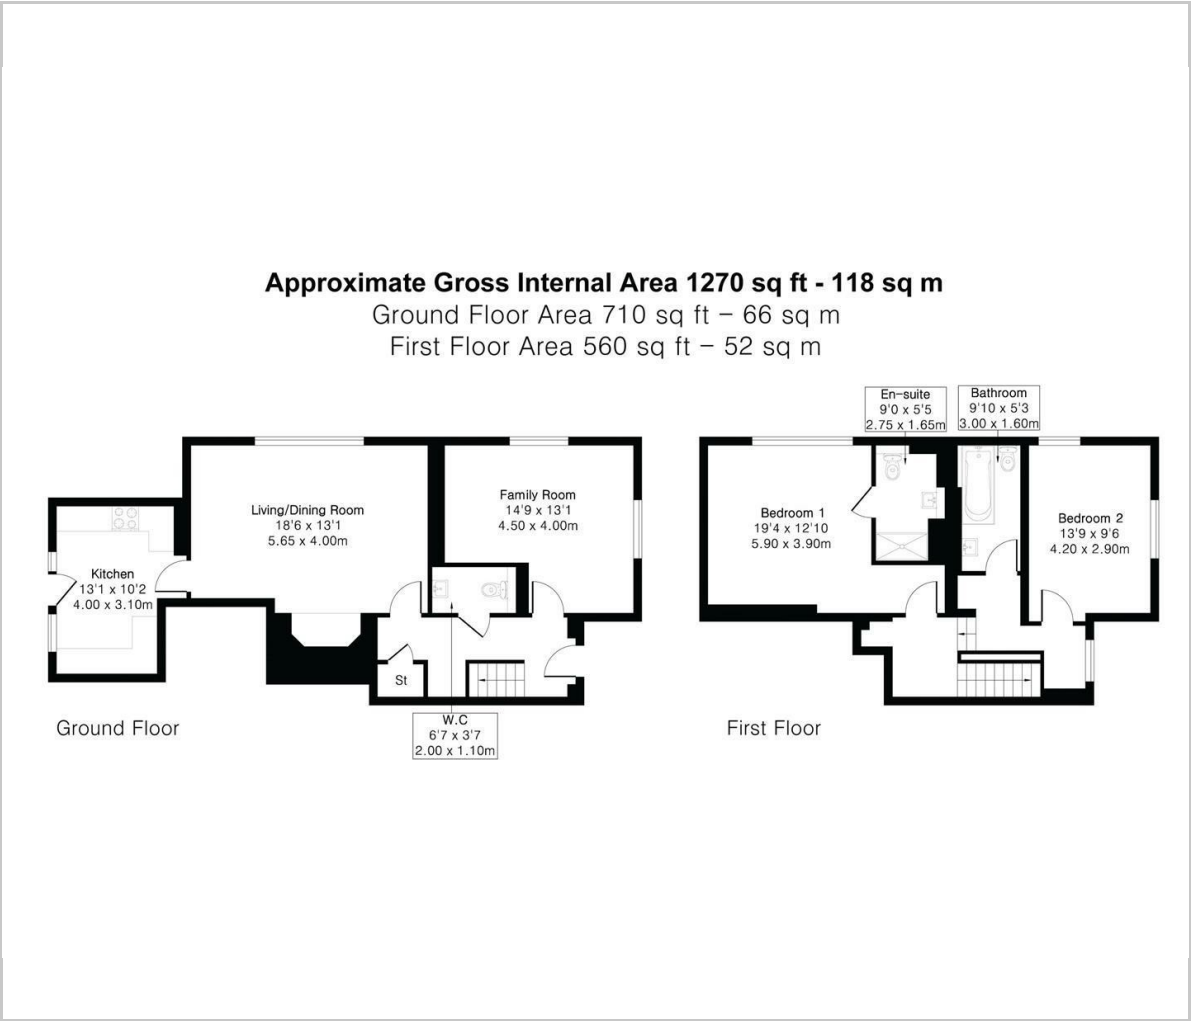 Approximate Gross Internal Area 1270 sq ft - 118 sq m
Ground Floor Area 710 sq ft – 66 sq m
First Floor Area 560 sq ft – 52 sq m
Kitchen
13'1 x 10'2
4.00 x 3.10m
Living/Dining Room
18'6 x 13'1
5.65 x 4.00m
Family Room
14'9 x 13'1
4.50 x 4.00m
St
W.C
6'7 x 3'7
2.00 x 1.10m
Ground Floor
En-suite
9'0 x 5'5
2.75 x 1.65m
Bathroom
9'10 x 5'3
3.00 x 1.60m
Bedroom 1
19'4 x 12'10
5.90 x 3.90m
Bedroom 2
13'9 x 9'6
4.20 x 2.90m
First Floor